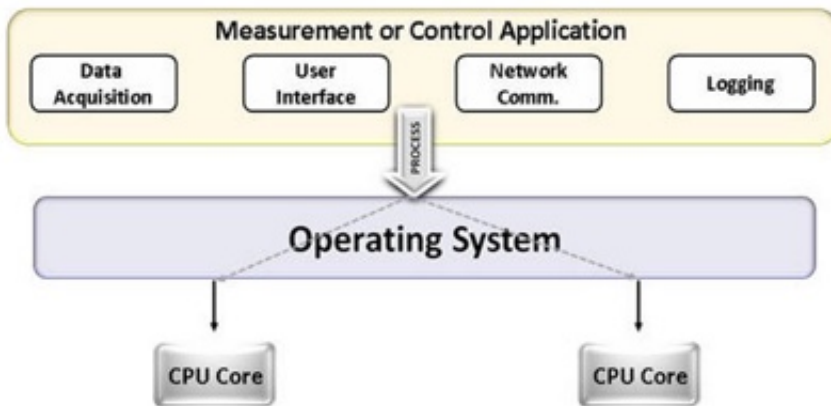 Measurement or Control Application
Data
Acquisition
User
Interface
Network
Comm.
Logging
PROCESS
Operating System
CPU Core
CPU Core